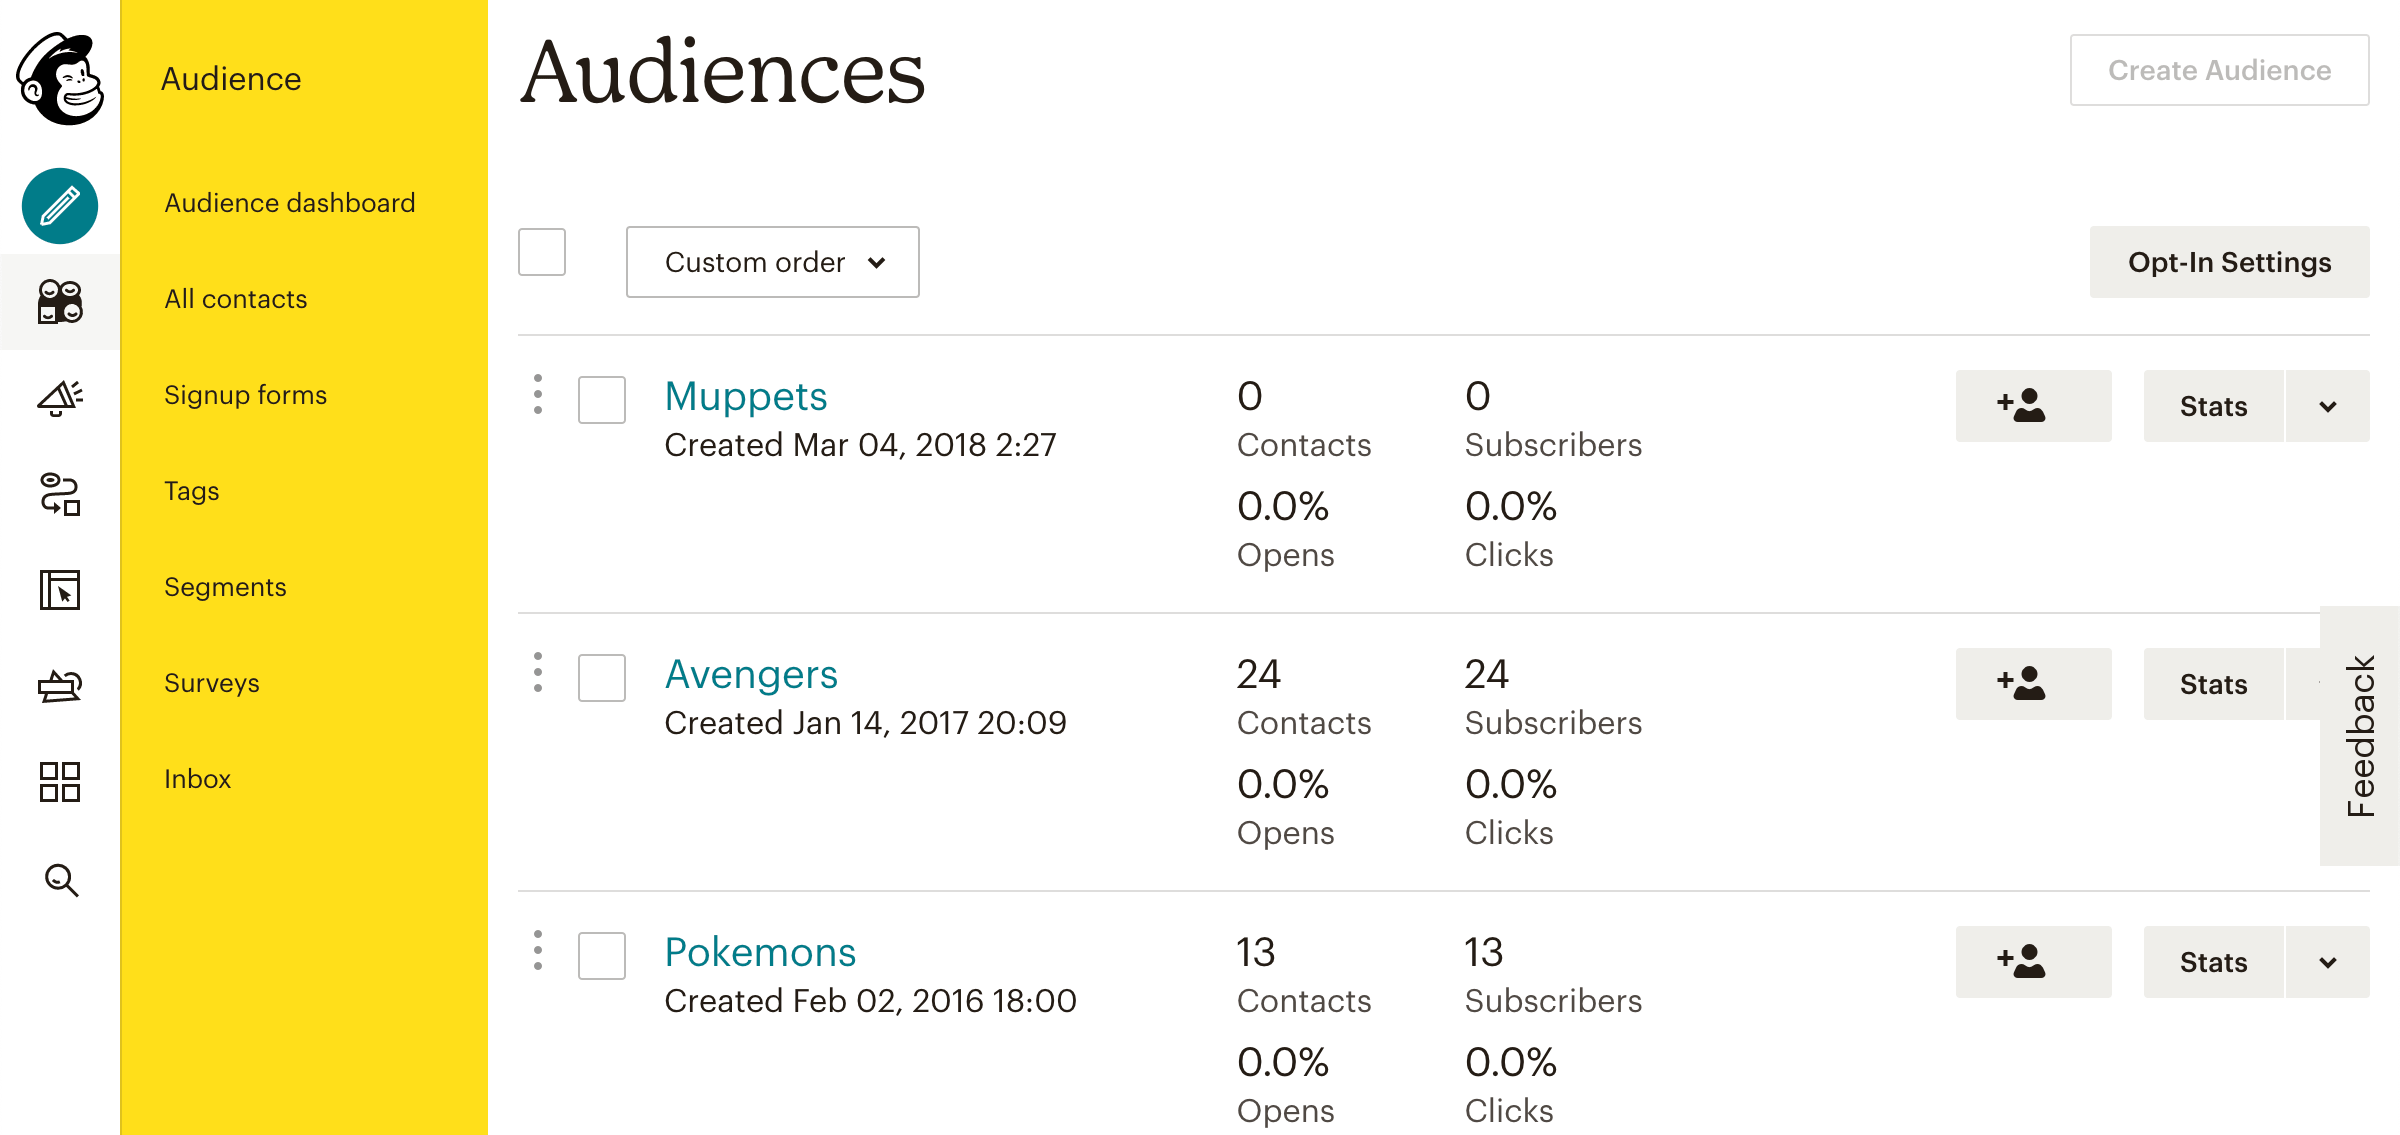 Audience
Audience dashboard
All contacts
Signup forms
Tags
Segments
Surveys
Inbox
Audiences
Create Audience
Custom order
Opt-In Settings
Muppets
Created Mar 04, 2018 2:27
0
Contacts
0
Subscribers
0.0%
Opens
0.0%
Clicks
Stats
Avengers
Created Jan 14, 2017 20:09
24
Contacts
24
Subscribers
0.0%
Opens
0.0%
Clicks
Stats
Feedback
Pokemons
Created Feb 02, 2016 18:00
13
Contacts
13
Subscribers
0.0%
Opens
0.0%
Clicks
Stats